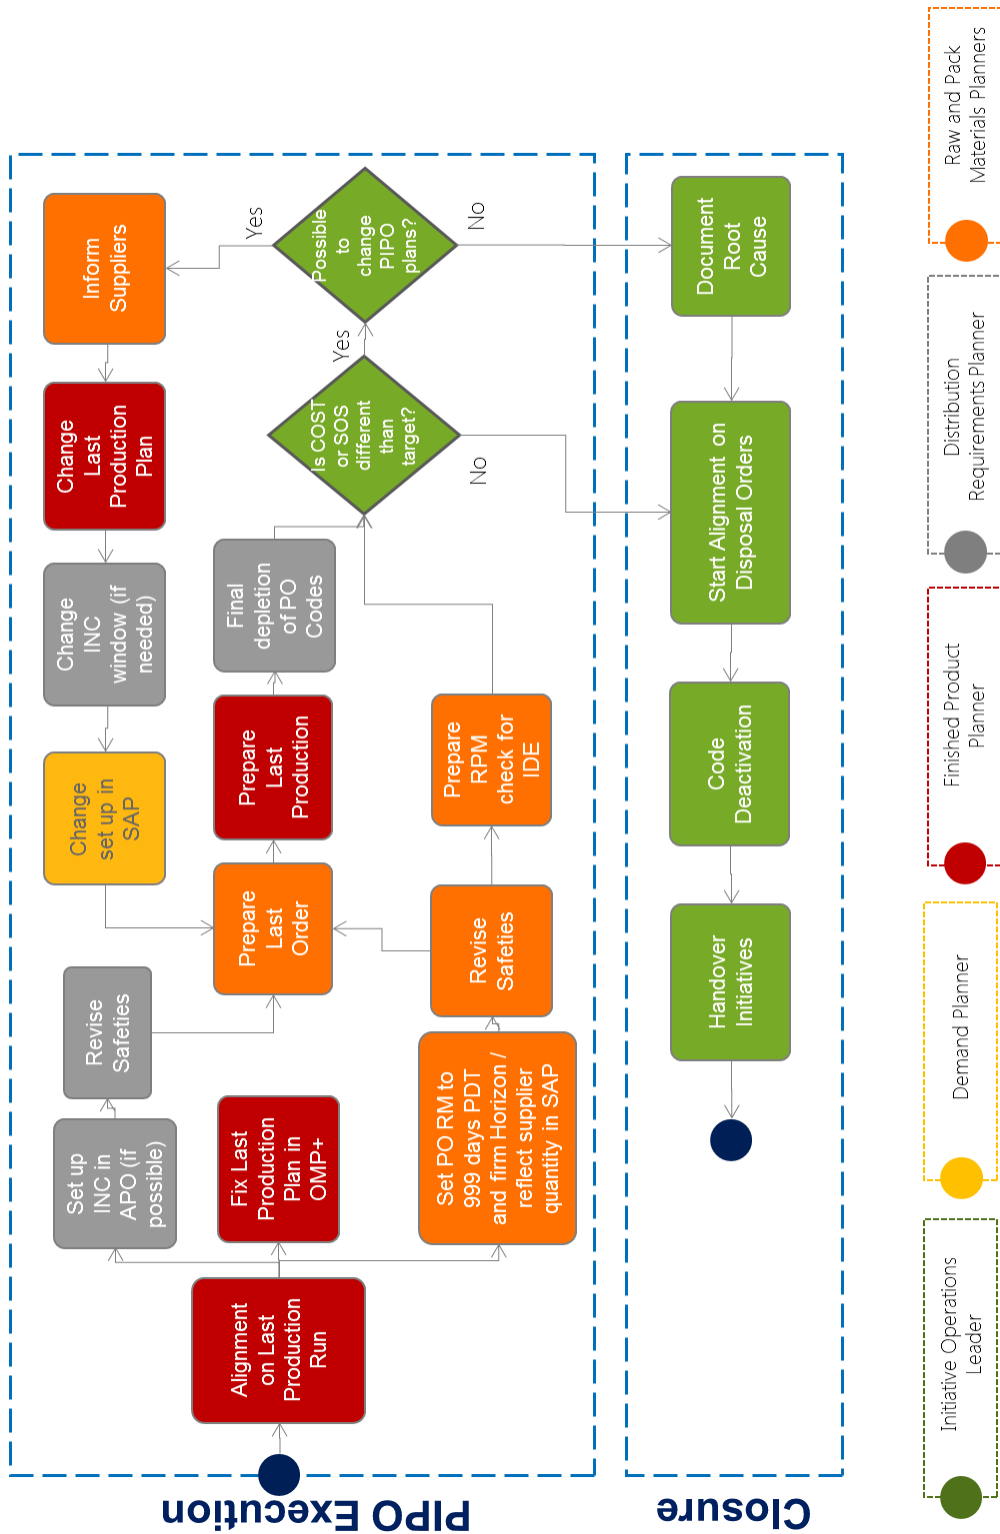 PIPO Execution
Alignment
on Last
Production
Run
Set up
INC in
APO (if
possible)
Revise
Safeties
Fix Last
Production
Plan in
OMP+
Set PO RM to
999 days PDT
and firm Horizon /
reflect supplier
quantity in SAP
Revise
Safeties
Prepare
Last
Order
Change
set up in
SAP
Change
INC
window (if
needed)
Change
Last
Production
Plan
Inform
Suppliers
Prepare
Last
Production
Final
depletion
of PO
Codes
Prepare
RPM
check for
IDE
Is COST
or SOS
different
than
target?
Yes
No
Possible
to
change
PIPO
plans?
Yes
No
Closure
Handover
Initiatives
Code
Deactivation
Start Alignment on
Disposal Orders
Document
Root
Cause
Initiative Operations
Leader
Demand Planner
Finished Product
Planner
Distribution
Requirements Planner
Raw and Pack
Materials Planners